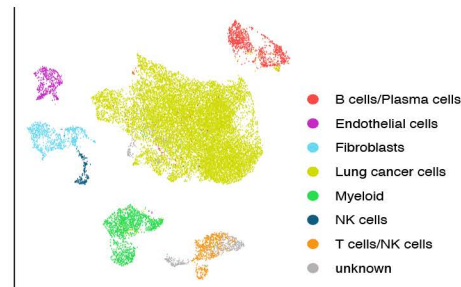 B cells/Plasma cells
Endothelial cells
Fibroblasts
Lung cancer cells
Myeloid
NK cells
T cells/NK cells
unknown